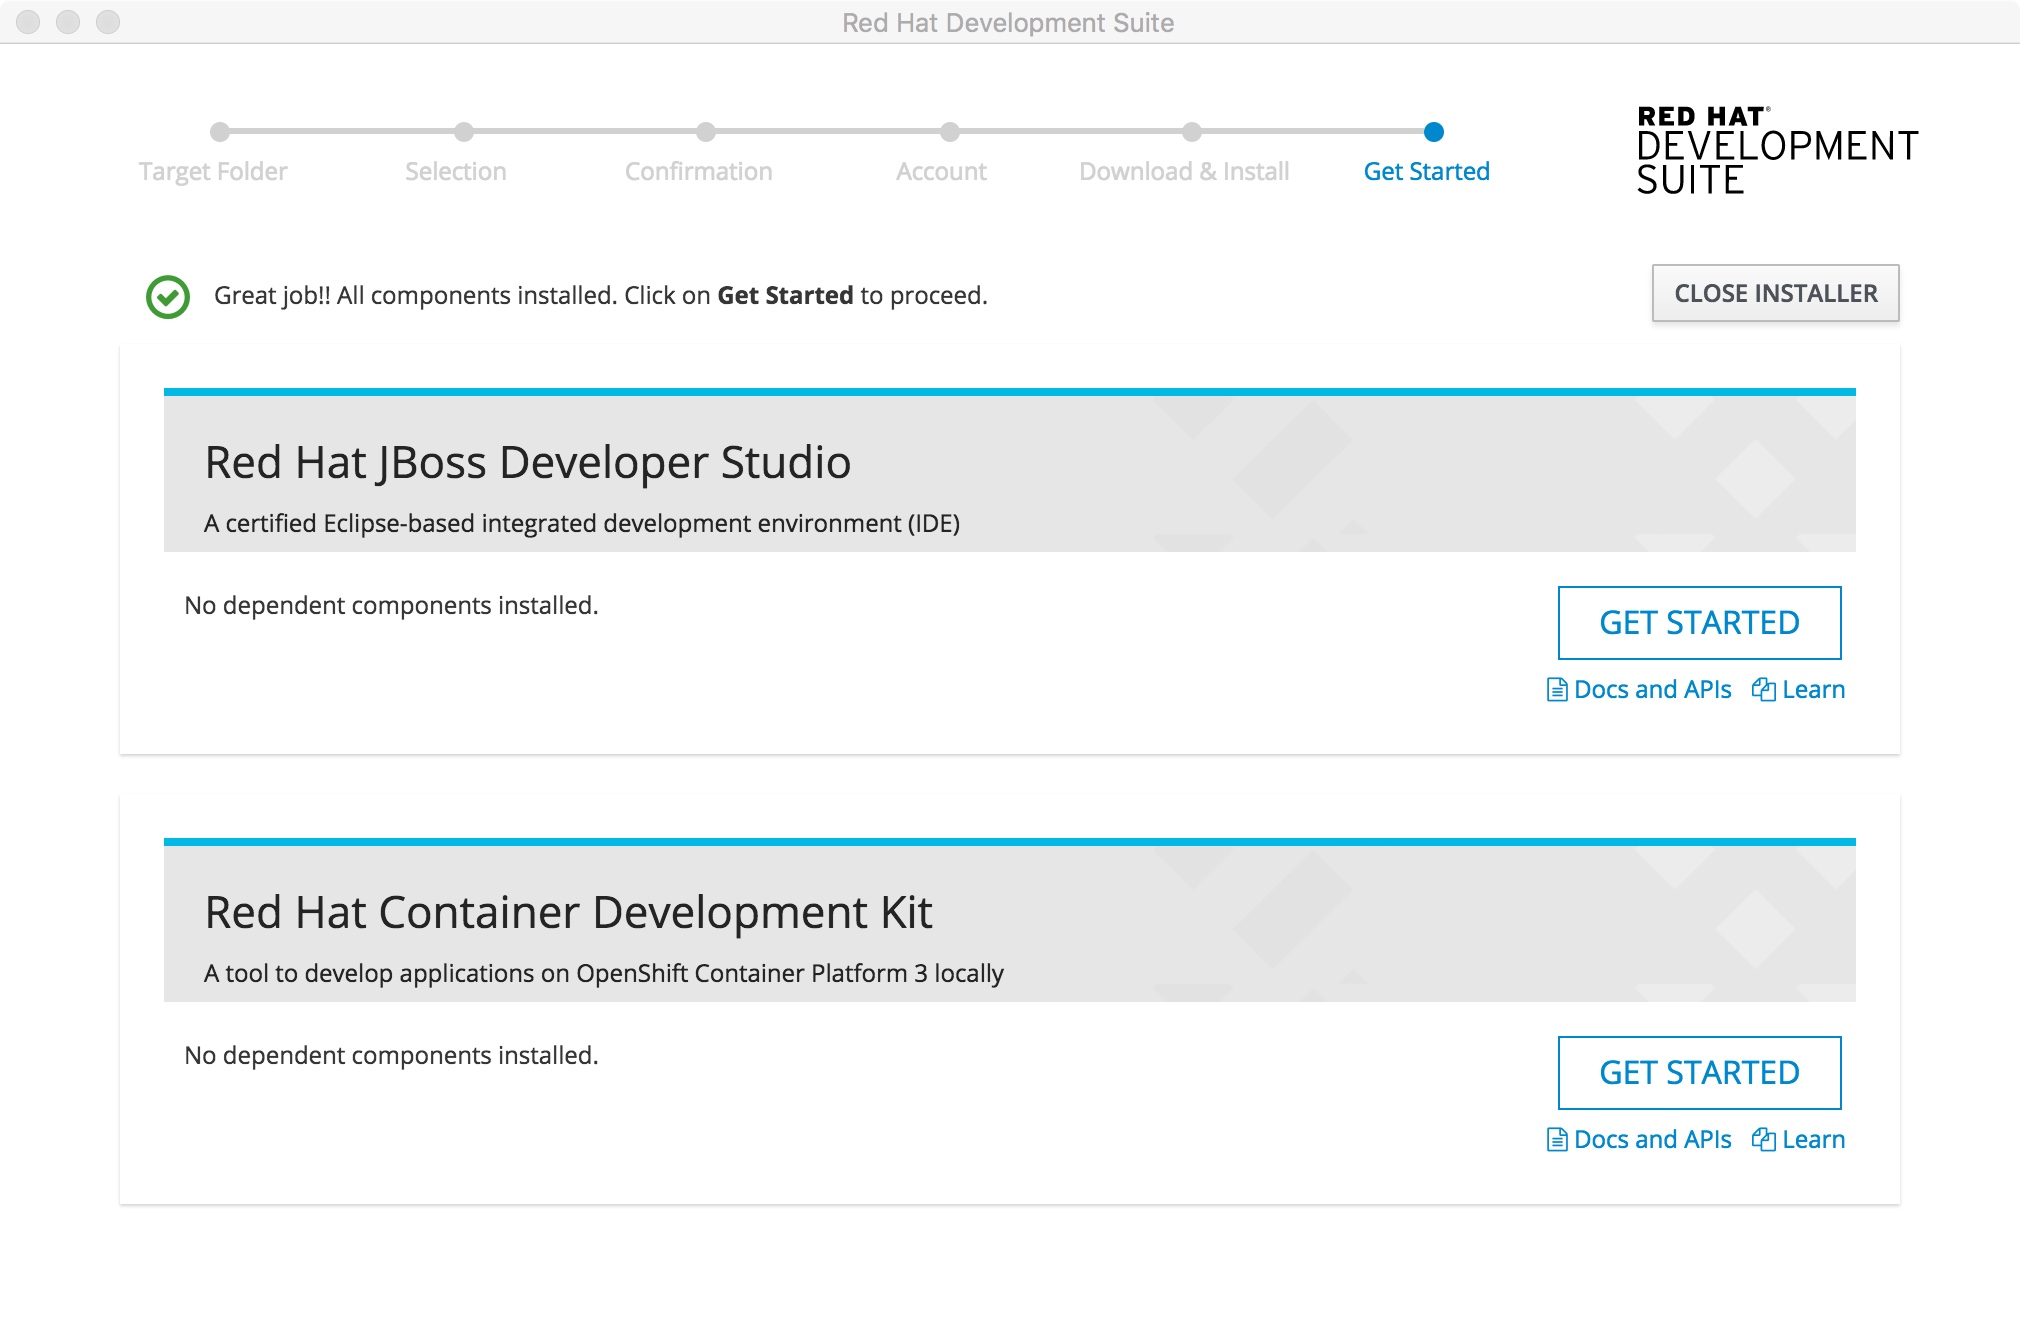 Red Hat Development Suite
Target Folder
Selection
Confirmation
Account
Download & Install
Get Started
RED HAT®
DEVELOPMENT
SUITE
Great job!! All components installed. Click on Get Started to proceed.
CLOSE INSTALLER
Red Hat JBoss Developer Studio
A certified Eclipse-based integrated development environment (IDE)
No dependent components installed.
GET STARTED
Docs and APIs
Learn
Red Hat Container Development Kit
A tool to develop applications on OpenShift Container Platform 3 locally
No dependent components installed.
GET STARTED
Docs and APIs
Learn